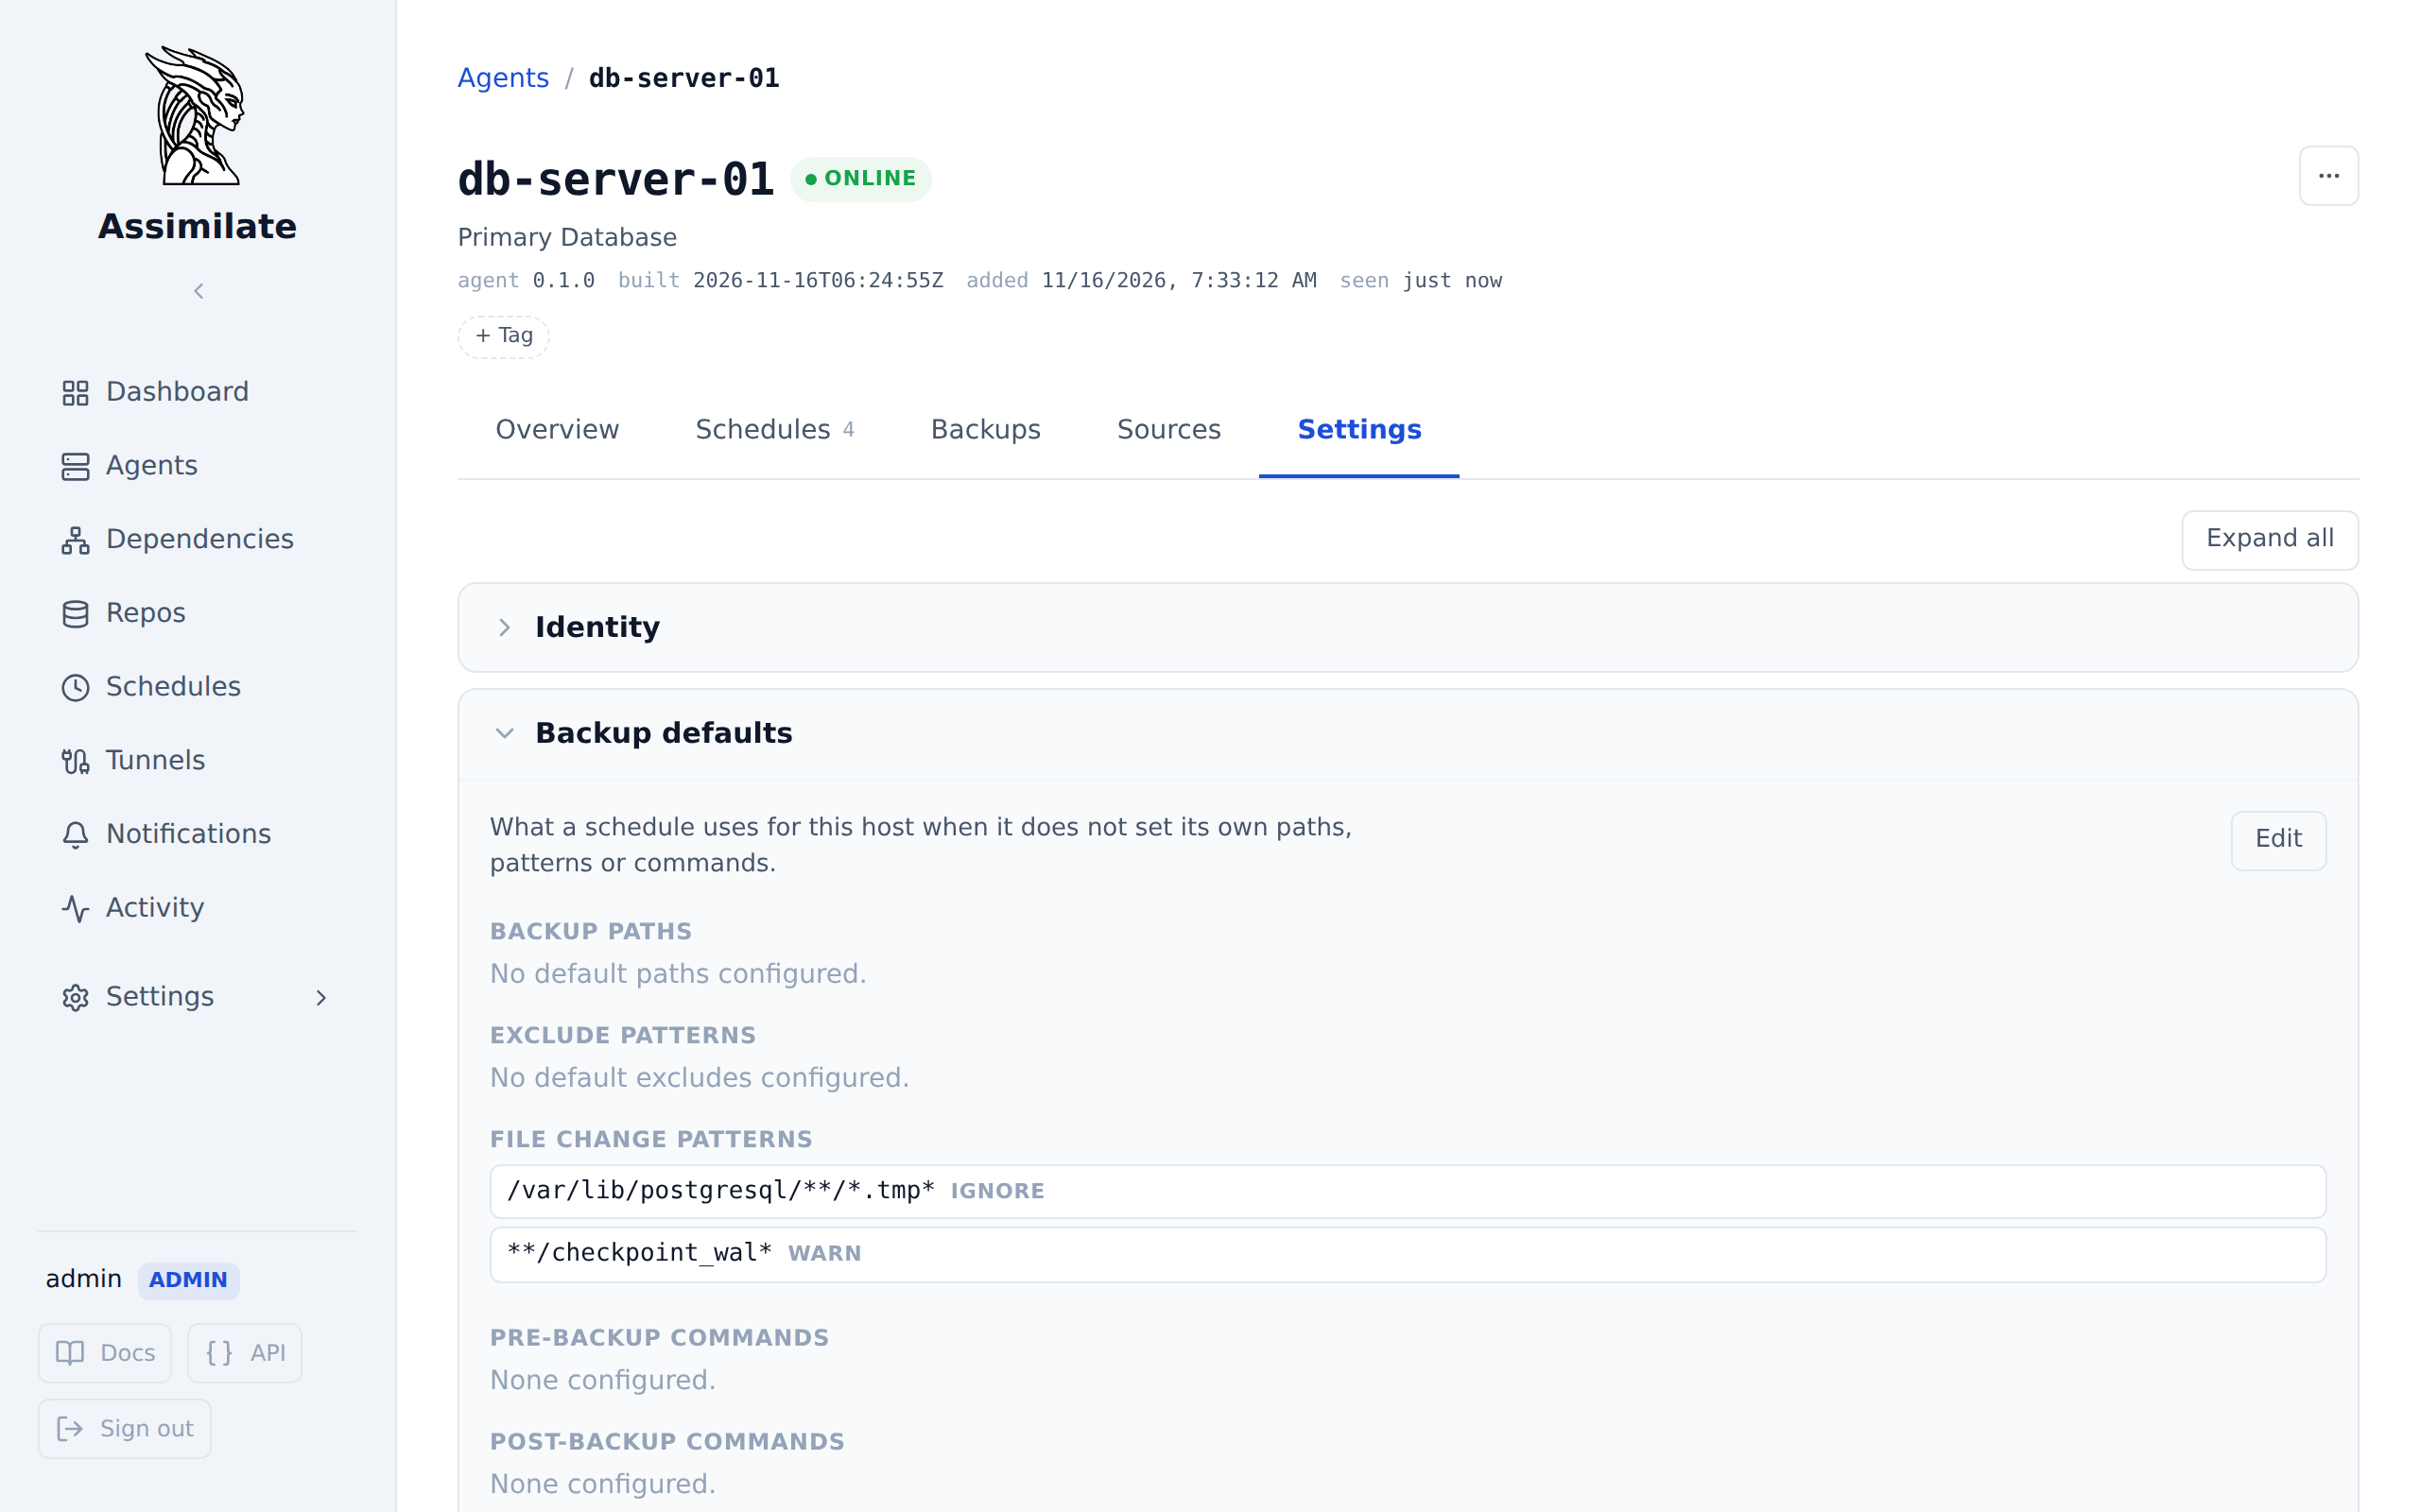 Assimilate
Dashboard
Agents
Dependencies
Repos
Schedules
Tunnels
Notifications
Activity
Settings
admin ADMIN
Docs
{} API
Sign out
Agents / db-server-01
db-server-01 ONLINE
Primary Database
agent 0.1.0 built 2026-11-16T06:24:55Z added 11/16/2026, 7:33:12 AM seen just now
+ Tag
Overview Schedules 4 Backups Sources Settings
Expand all
Identity
Backup defaults
What a schedule uses for this host when it does not set its own paths,
patterns or commands.
Edit
BACKUP PATHS
No default paths configured.
EXCLUDE PATTERNS
No default excludes configured.
FILE CHANGE PATTERNS
/var/lib/postgresql/**/*.tmp* IGNORE
**/checkpoint_wal* WARN
PRE-BACKUP COMMANDS
None configured.
POST-BACKUP COMMANDS
None configured.